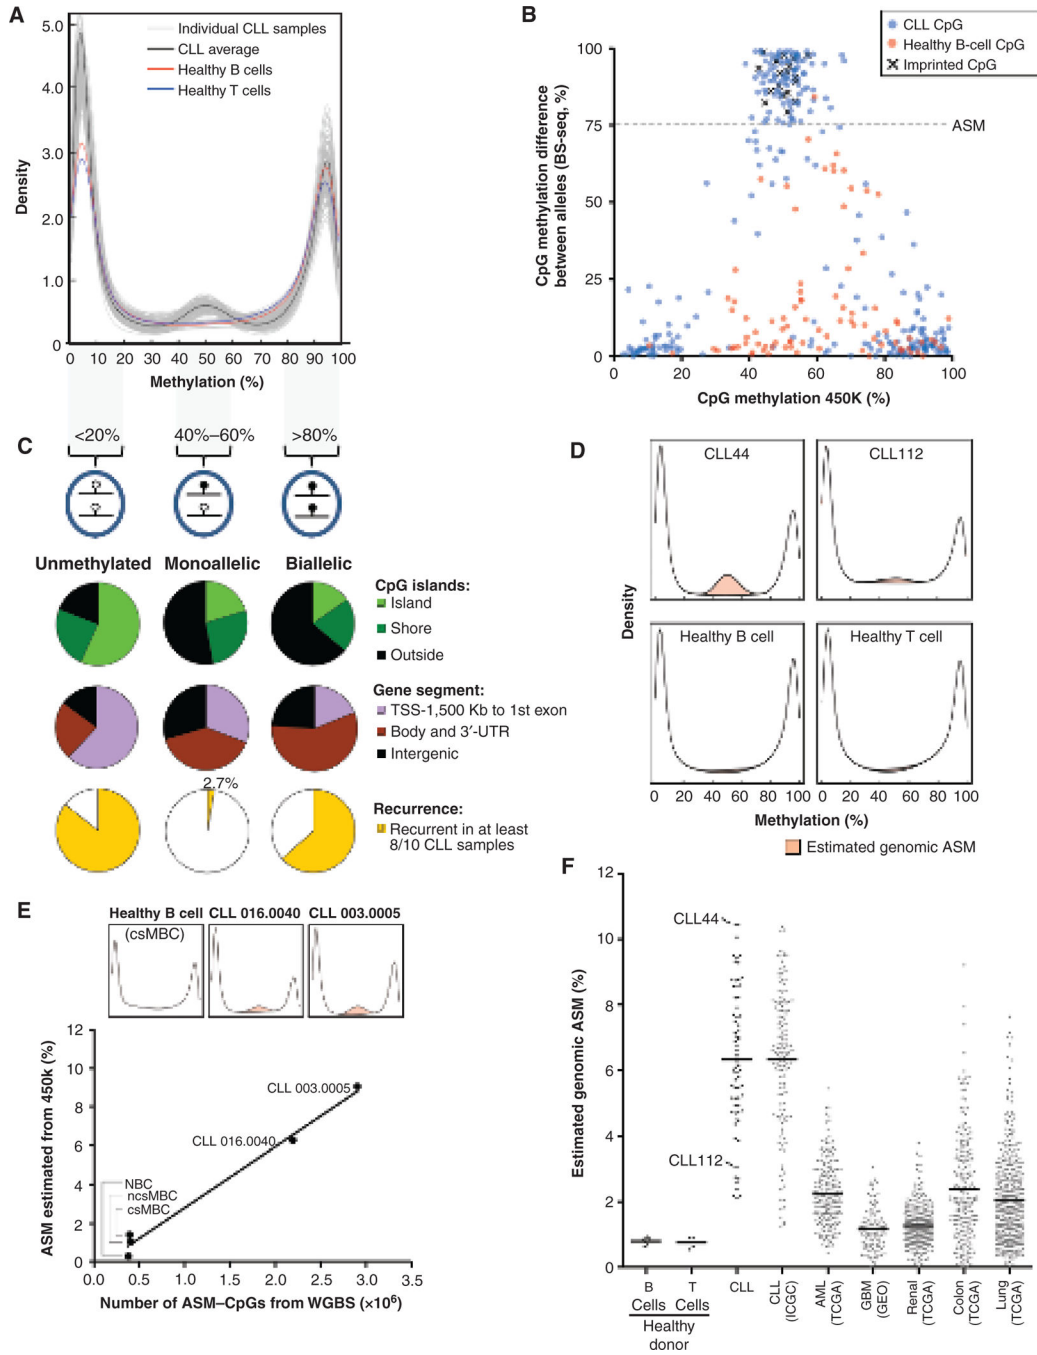 A
5.0
4.0
3.0
2.0
1.0
0
Density
Individual CLL samples
CLL average
Healthy B cells
Healthy T cells
0 10 20 30 40 50 60 70 80 90 100
Methylation (%)
B
CLL CpG
Healthy B-cell CpG
Imprinted CpG
100
75
50
25
0
CpG methylation difference
between alleles (BS-seq, %)
ASM
0 20 40 60 80 100
CpG methylation 450K (%)
C
<20% 40%–60% >80%
Unmethylated Monoallelic Biallelic
CpG islands:
Island
Shore
Outside
Gene segment:
TSS-1,500 Kb to 1st exon
Body and 3′-UTR
Intergenic
2.7%
Recurrence:
Recurrent in at least
8/10 CLL samples
D
CLL44
CLL112
Healthy B cell
Healthy T cell
Density
0 20 40 60 80 100
20 40 60 80 100
Methylation (%)
Estimated genomic ASM
E
Healthy B cell CLL 016.0040 CLL 003.0005
(csMBC)
12
10
8
6
4
2
0
ASM estimated from 450k (%)
CLL 003.0005
CLL 016.0040
NBC
ncsMBC
csMBC
0.0 0.5 1.0 1.5 2.0 2.5 3.0 3.5
Number of ASM–CpGs from WGBS (×10⁶)
F
12
10
8
6
4
2
0
Estimated genomic ASM (%)
CLL44
CLL112
B
Cells
T
Cells
Healthy
donor
CLL
CLL
(ICGC)
AML
(TCGA)
GBM
(GEO)
Renal
(TCGA)
Colon
(TCGA)
Lung
(TCGA)